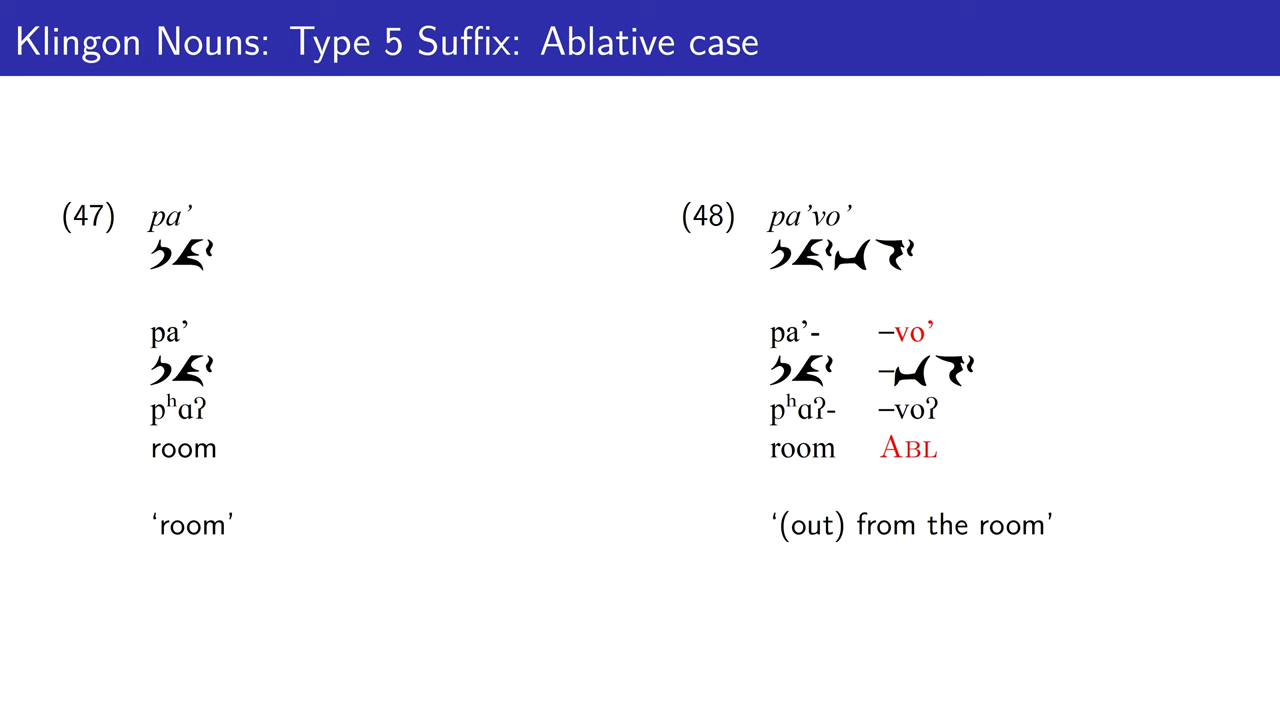 Klingon Nouns: Type 5 Suffix: Ablative case
(47) pa’

pa’

pʰɑʔ
room
‘room’
(48) pa’vo’

pa’- –vo’
 –
pʰɑʔ- –voʔ
room ABL
‘(out) from the room’